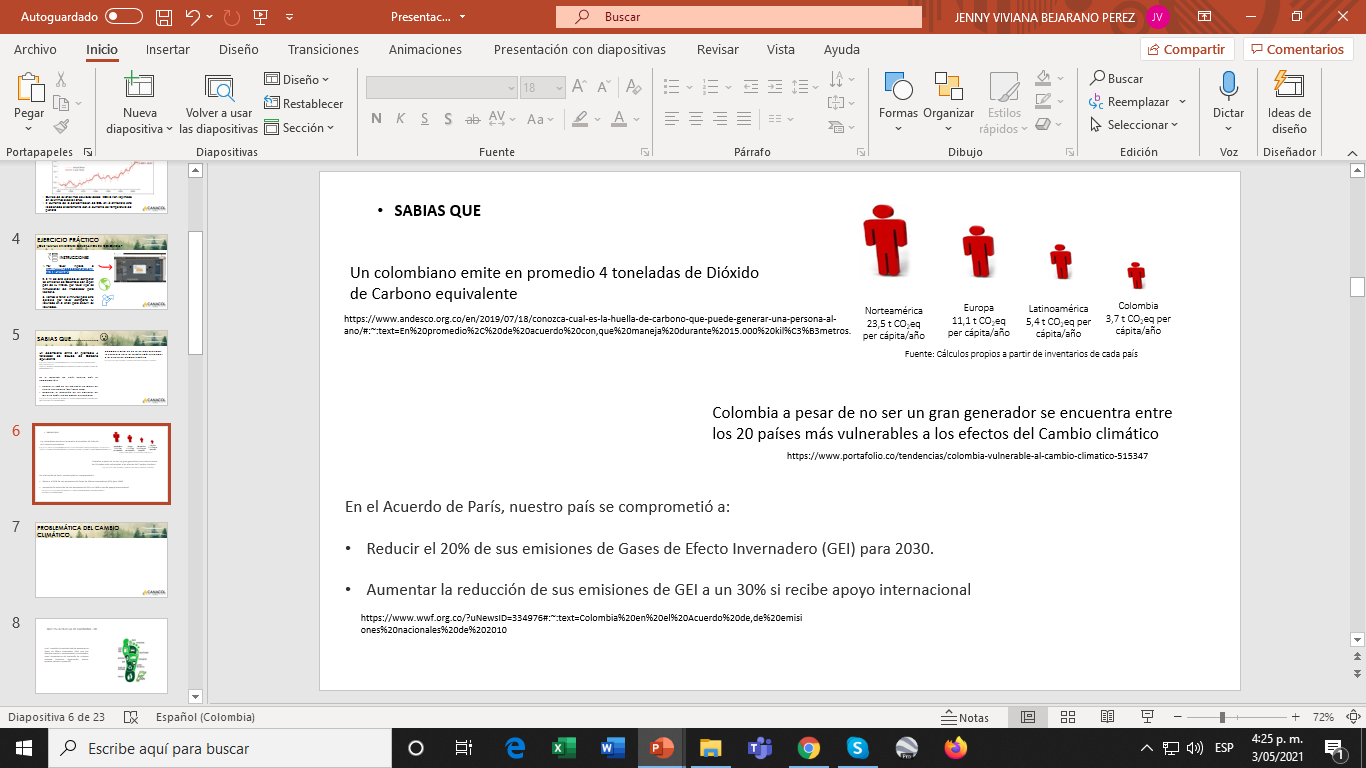 Autoguardado
Presentac...
Buscar
JENNY VIVIANA BEJARANO PEREZ
JV
Archivo
Inicio
Insertar
Diseño
Transiciones
Animaciones
Presentación con diapositivas
Revisar
Vista
Ayuda
Compartir
Comentarios
Pegar
Nueva
diapositiva
Volver a usar
las diapositivas
Diseño
Restablecer
Sección
18
N K S S ab AV Aa A
Formas
Organizar
Estilos
rápidos
Buscar
Reemplazar
Seleccionar
Dictar
Ideas de
diseño
Portapapeles
Diapositivas
Fuente
Párrafo
Dibujo
Edición
Voz
Diseñador
4
EJERCICIO PRÁCTICO
INSTRUCCIONES
5
SABIAS QUE
6
7
PROBLEMÁTICA DEL CAMBIO
CLIMÁTICO
8
• SABIAS QUE
Un colombiano emite en promedio 4 toneladas de Dióxido
de Carbono equivalente
https://www.andesco.org.co/en/2019/07/18/conozca-cual-es-la-huella-de-carbono-que-puede-generar-una-persona-al-
ano/#:~:text=En%20promedio%2C%20de%20acuerdo%20con,que%20maneja%20durante%2015.000%20kil%C3%B3metros.
Norteamérica
23,5 t CO₂eq
per cápita/año
Europa
11,1 t CO₂eq
per cápita/año
Latinoamérica
5,4 t CO₂eq per
cápita/año
Colombia
3,7 t CO₂eq per
cápita/año
Fuente: Cálculos propios a partir de inventarios de cada país
Colombia a pesar de no ser un gran generador se encuentra entre
los 20 países más vulnerables a los efectos del Cambio climático
https://www.portafolio.co/tendencias/colombia-vulnerable-al-cambio-climatico-515347
En el Acuerdo de París, nuestro país se comprometió a:
• Reducir el 20% de sus emisiones de Gases de Efecto Invernadero (GEI) para 2030.
• Aumentar la reducción de sus emisiones de GEI a un 30% si recibe apoyo internacional
https://www.wwf.org.co/?uNewsID=334976#:~:text=Colombia%20en%20el%20Acuerdo%20de,de%20emisi
ones%20nacionales%20de%202010
Diapositiva 6 de 23
Español (Colombia)
Notas
72%
Escribe aquí para buscar
ESP
4:25 p. m.
3/05/2021
1